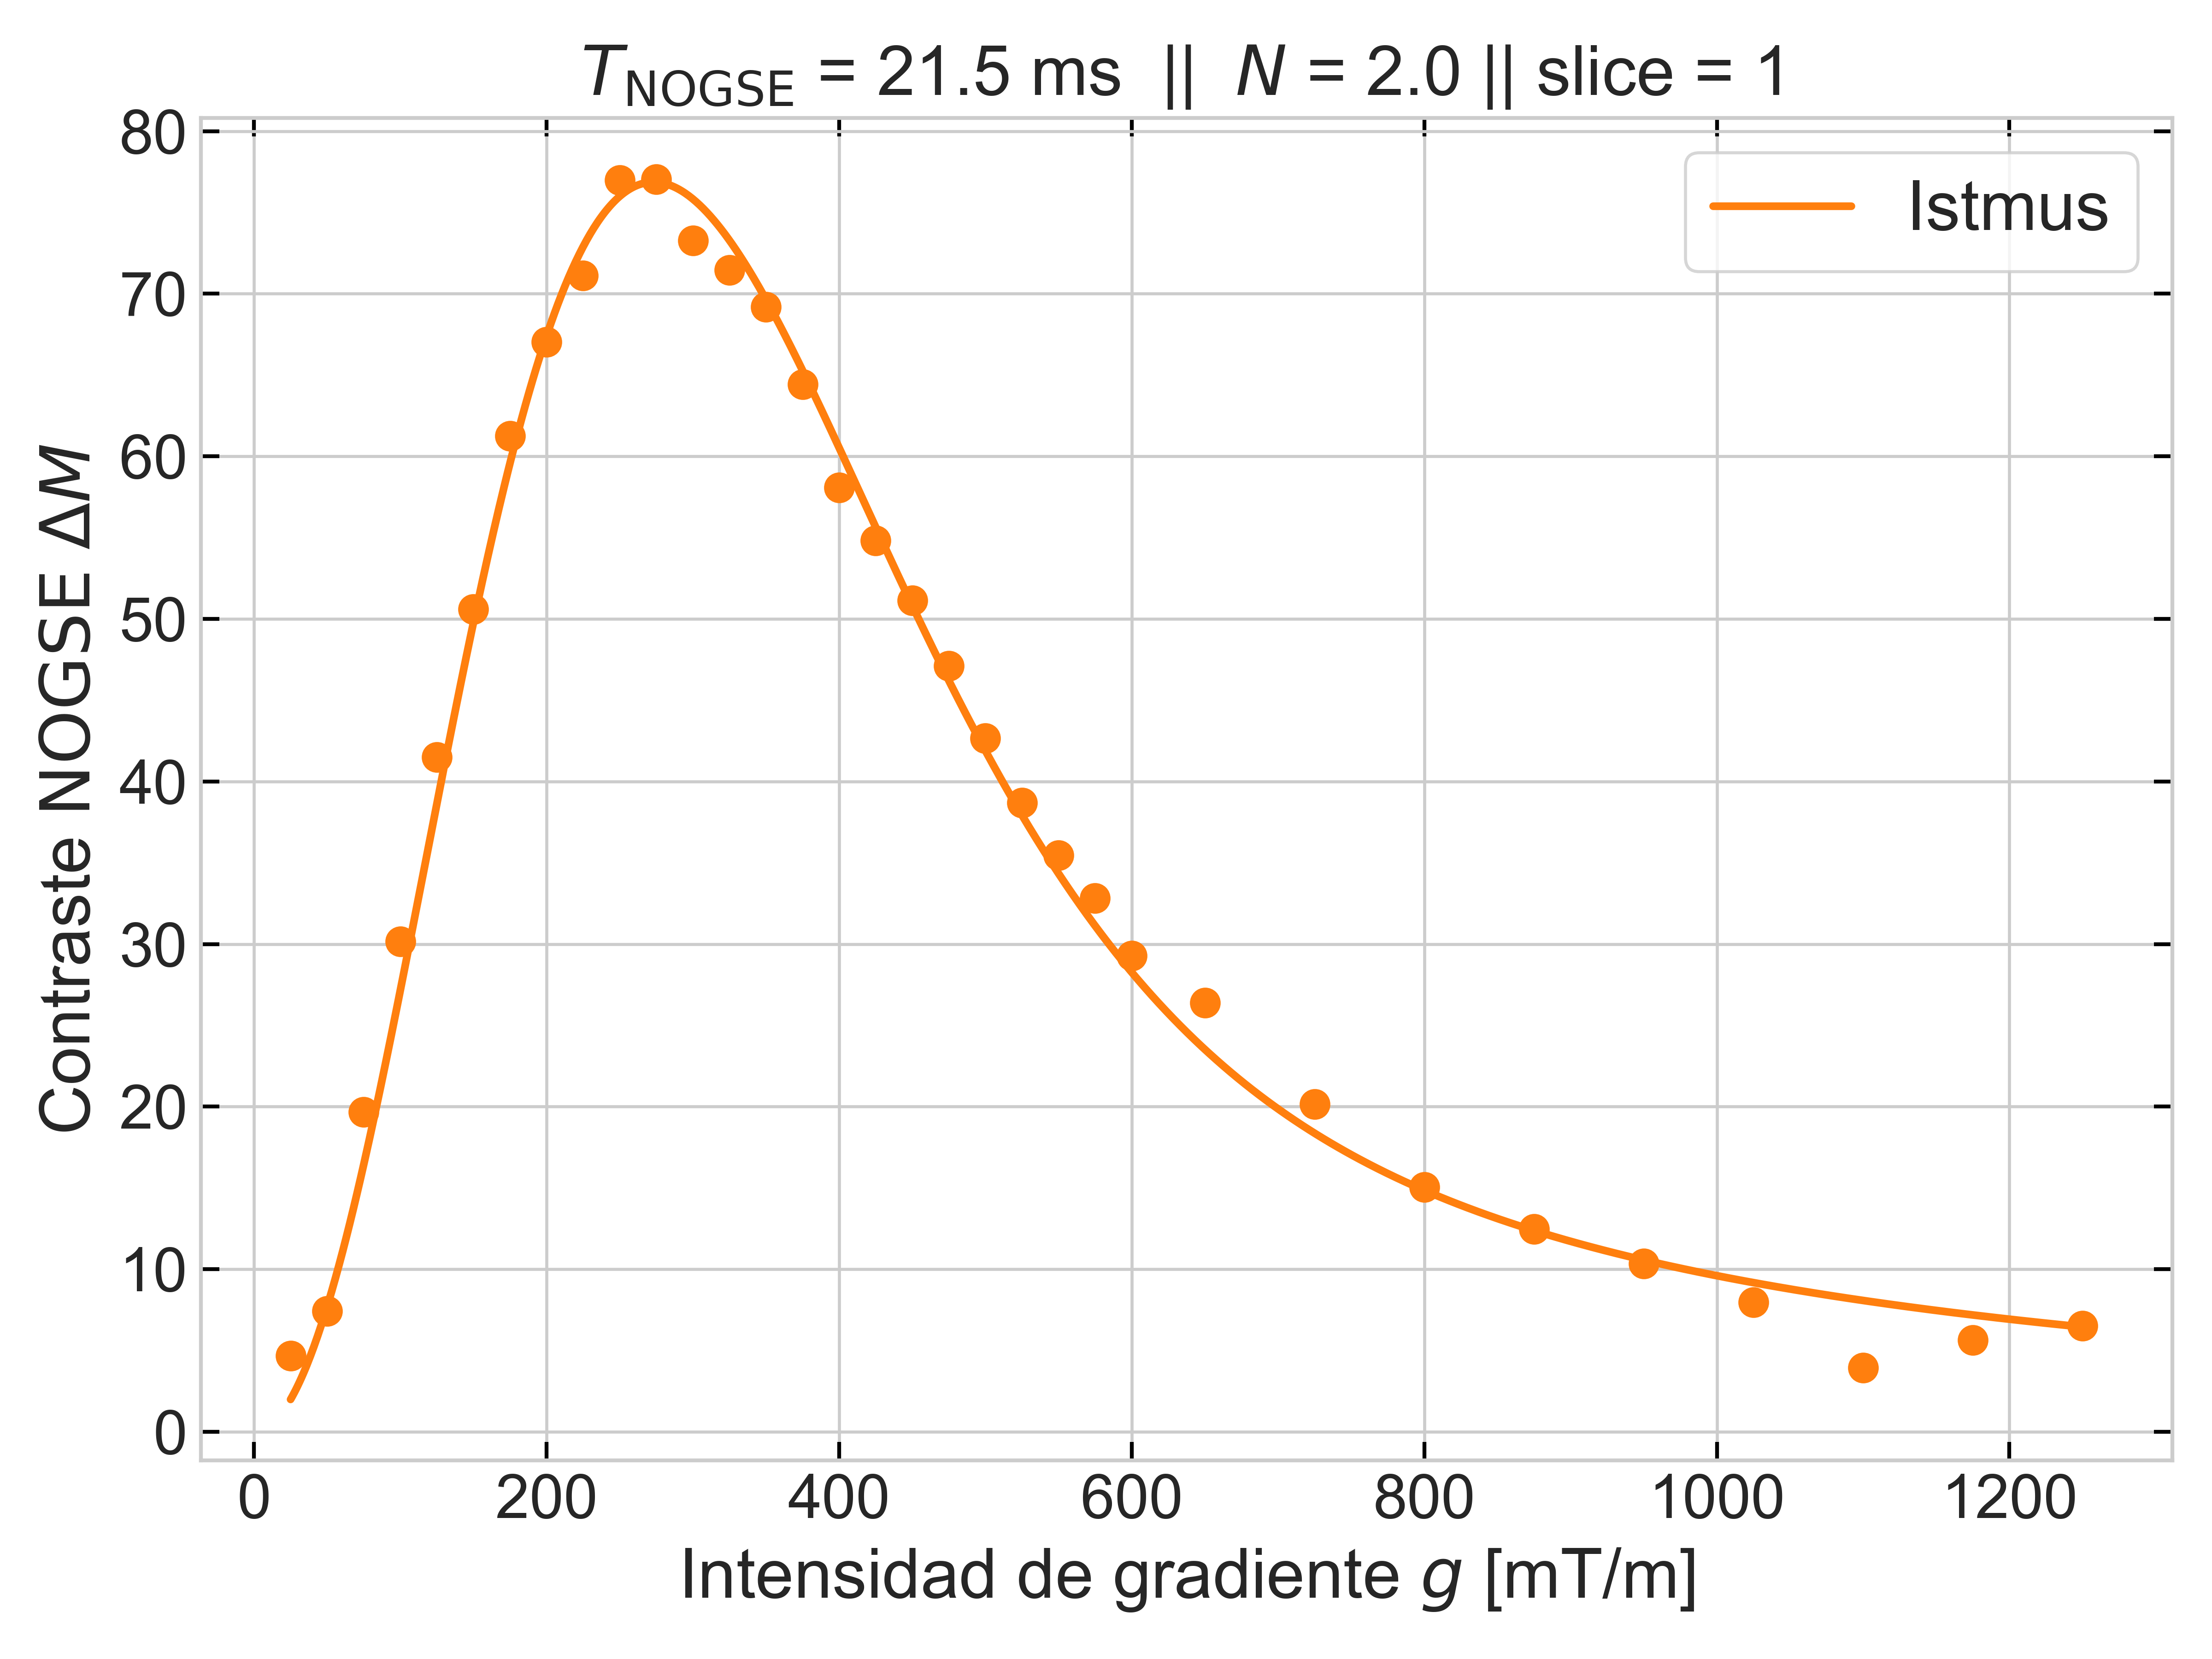 T_NOGSE = 21.5 ms || N = 2.0 || slice = 1
Istmus
Contraste NOGSE ΔM
80
70
60
50
40
30
20
10
0
0 200 400 600 800 1000 1200
Intensidad de gradiente g [mT/m]